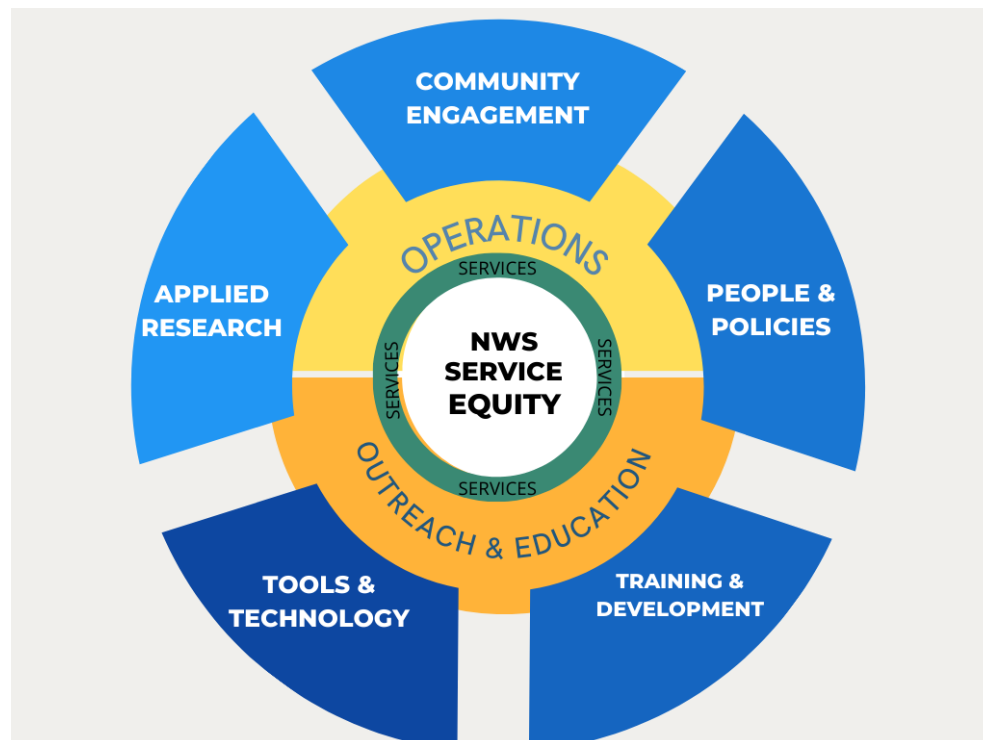 COMMUNITY
ENGAGEMENT
APPLIED
RESEARCH
PEOPLE &
POLICIES
OPERATIONS
SERVICES
SERVICES
NWS
SERVICE
EQUITY
SERVICES
SERVICES
OUTREACH & EDUCATION
TOOLS &
TECHNOLOGY
TRAINING &
DEVELOPMENT